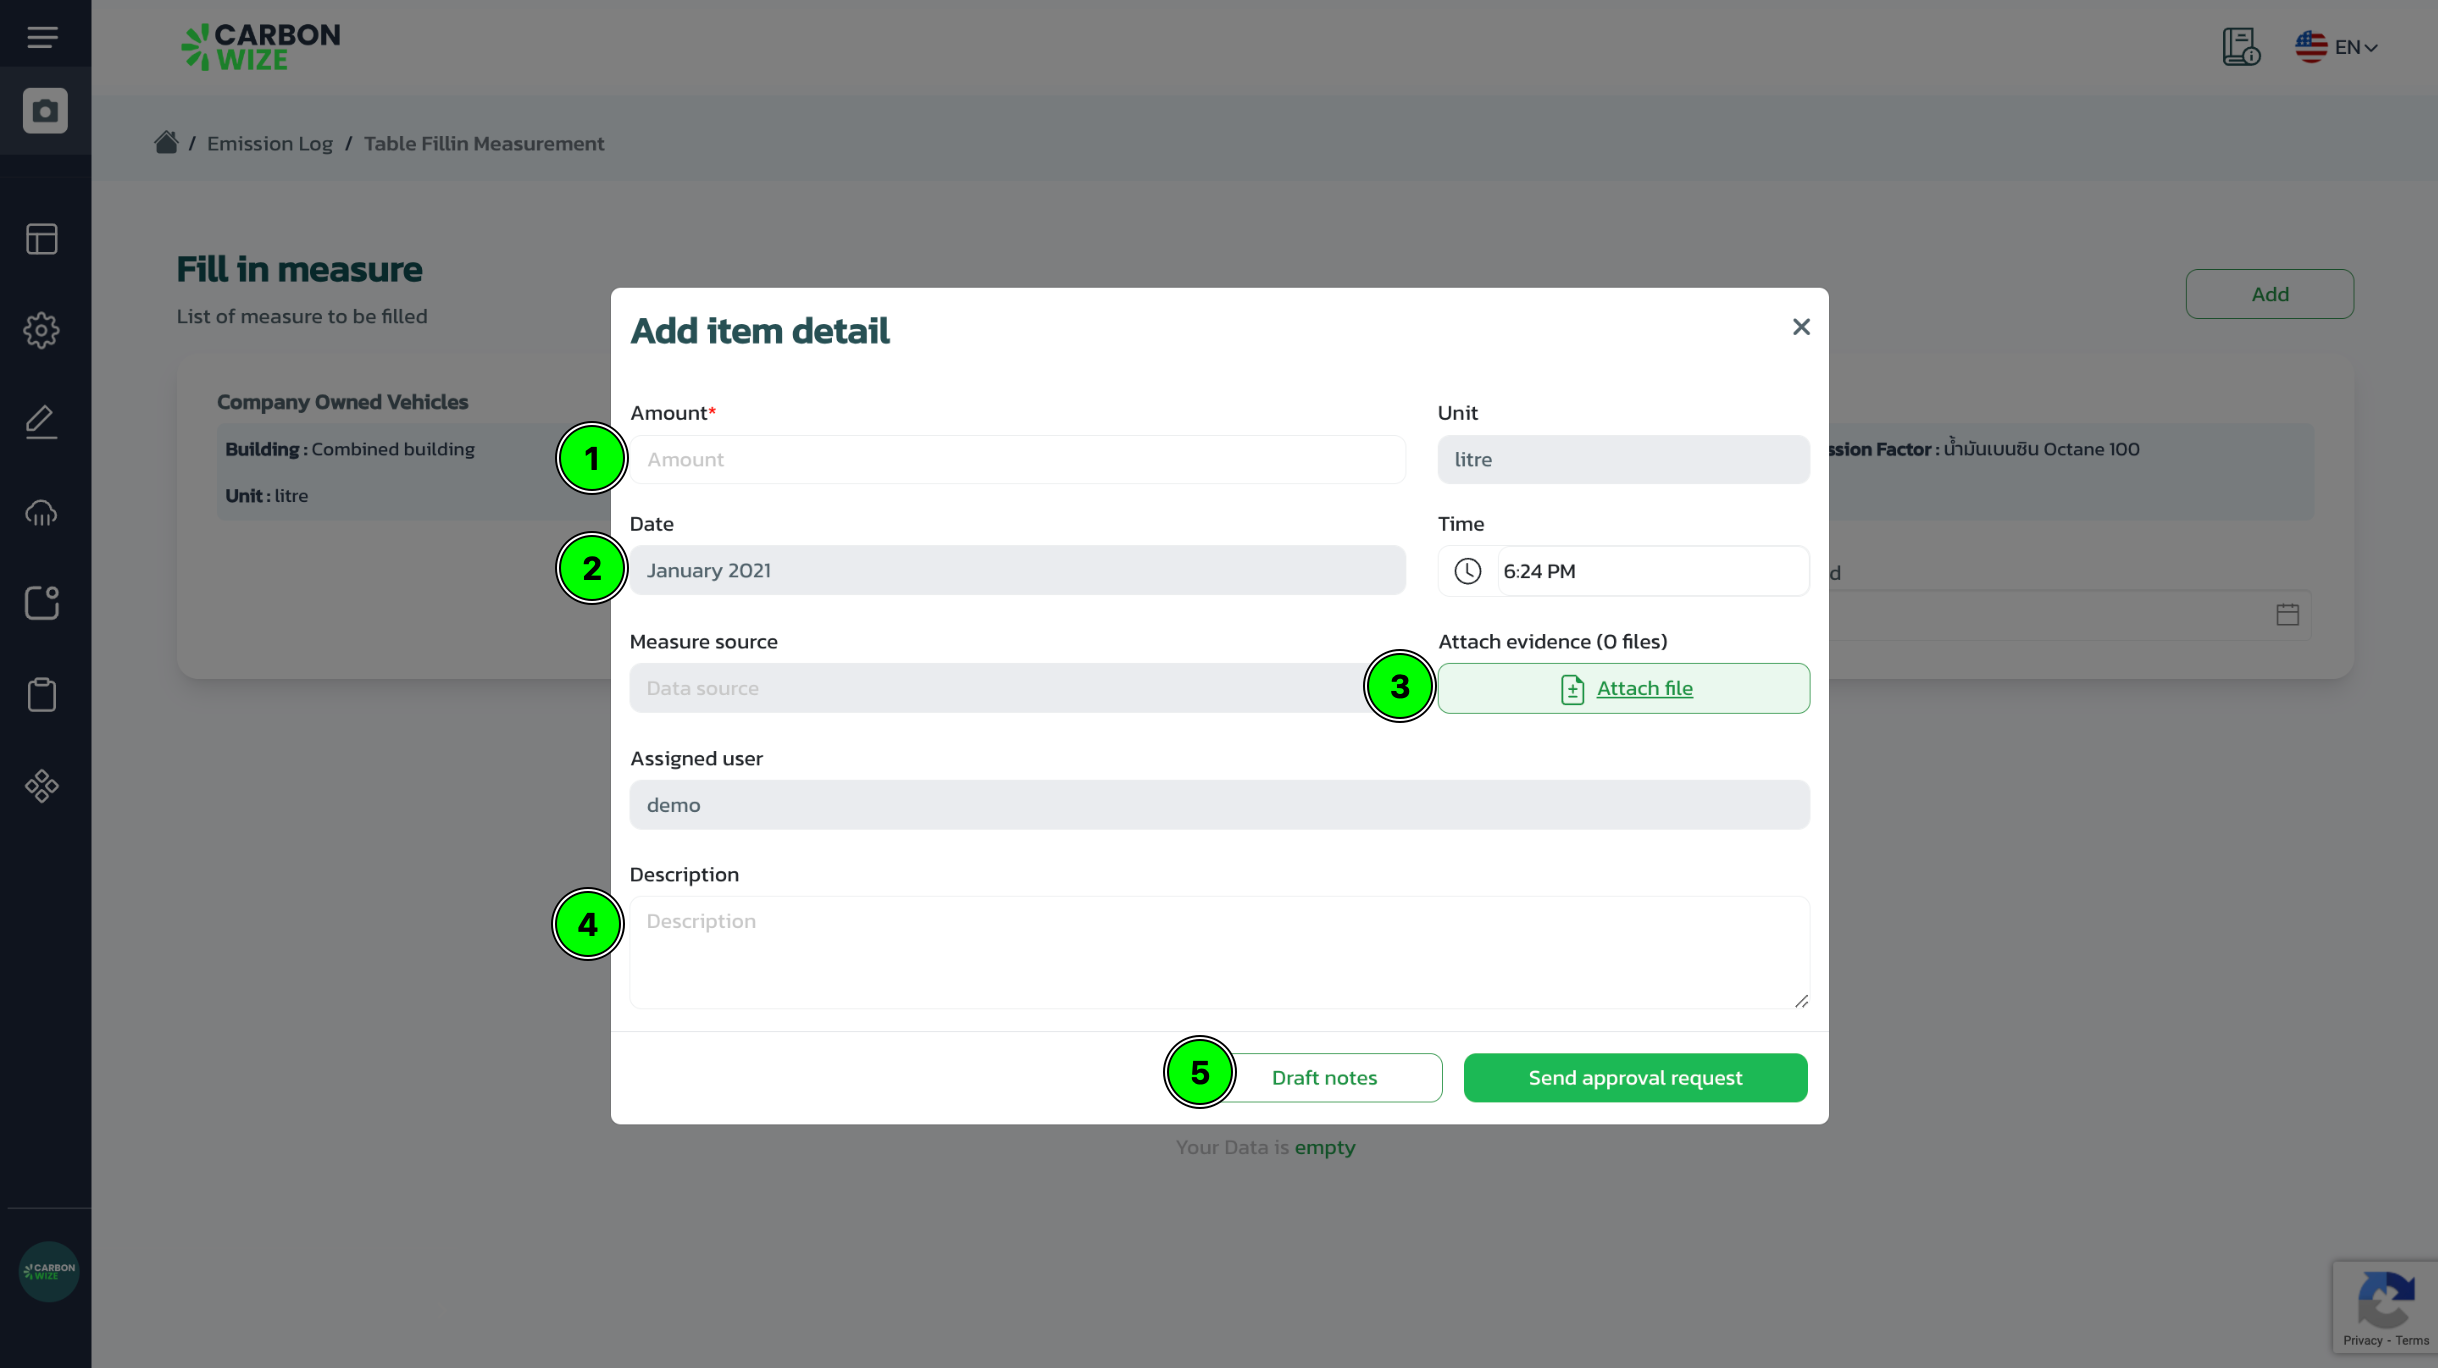 CARBON
WIZE
EN
/ Emission Log / Table Fillin Measurement
Fill in measure
List of measure to be filled
Add
Company Owned Vehicles
Building : Combined building
ssion Factor : น้ำมันเบนซิน Octane 100
Unit : litre
d
Add item detail
Amount*
Unit
1
Amount
litre
Date
Time
2
January 2021
6:24 PM
Measure source
Attach evidence (0 files)
Data source
3
Attach file
Assigned user
demo
Description
4
Description
5
Draft notes
Send approval request
Your Data is empty
CARBON
WIZE
Privacy - Terms